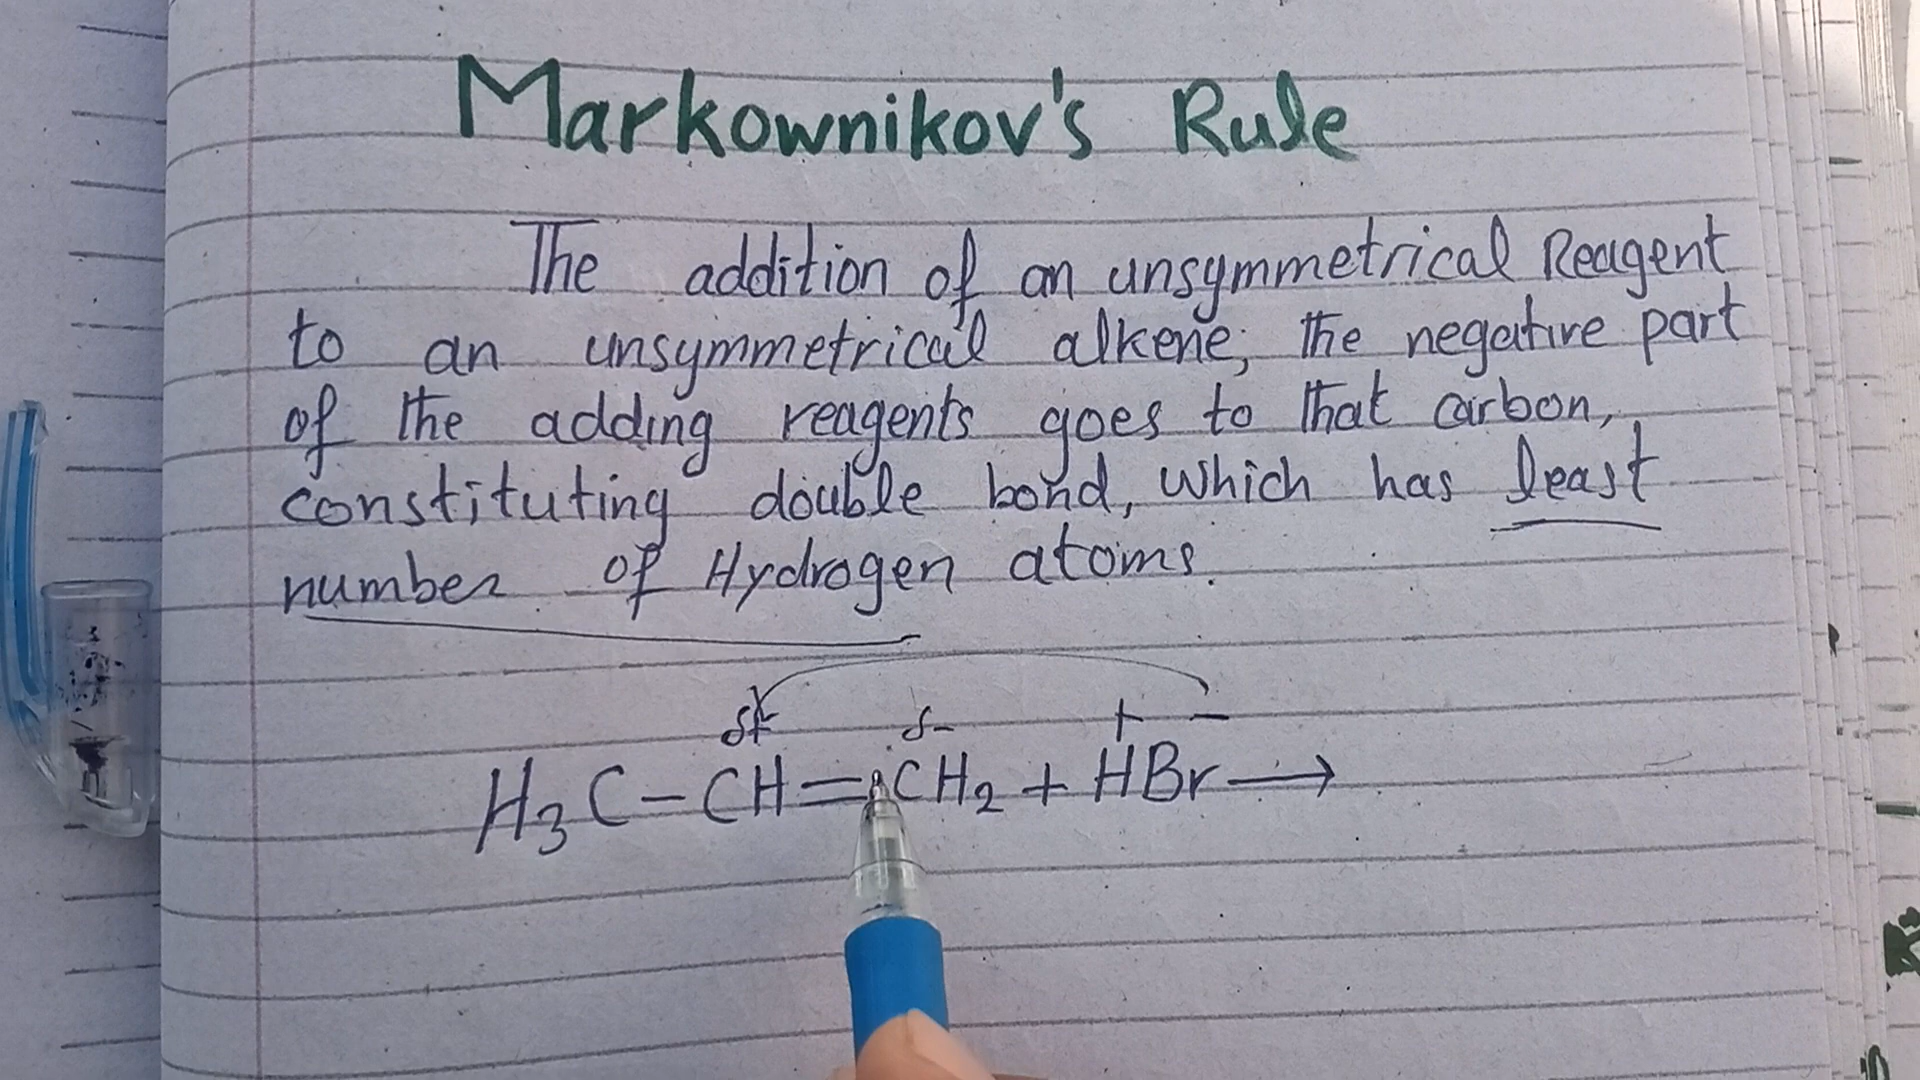 Markownikov's Rule
The addition of an unsymmetrical Reagent
to an unsymmetrical alkene; the negative part
of the adding reagents goes to that carbon,
constituting double bond, which has least
number of Hydrogen atoms.
δ+ δ- + -
H₃C-CH=CH₂+HBr→